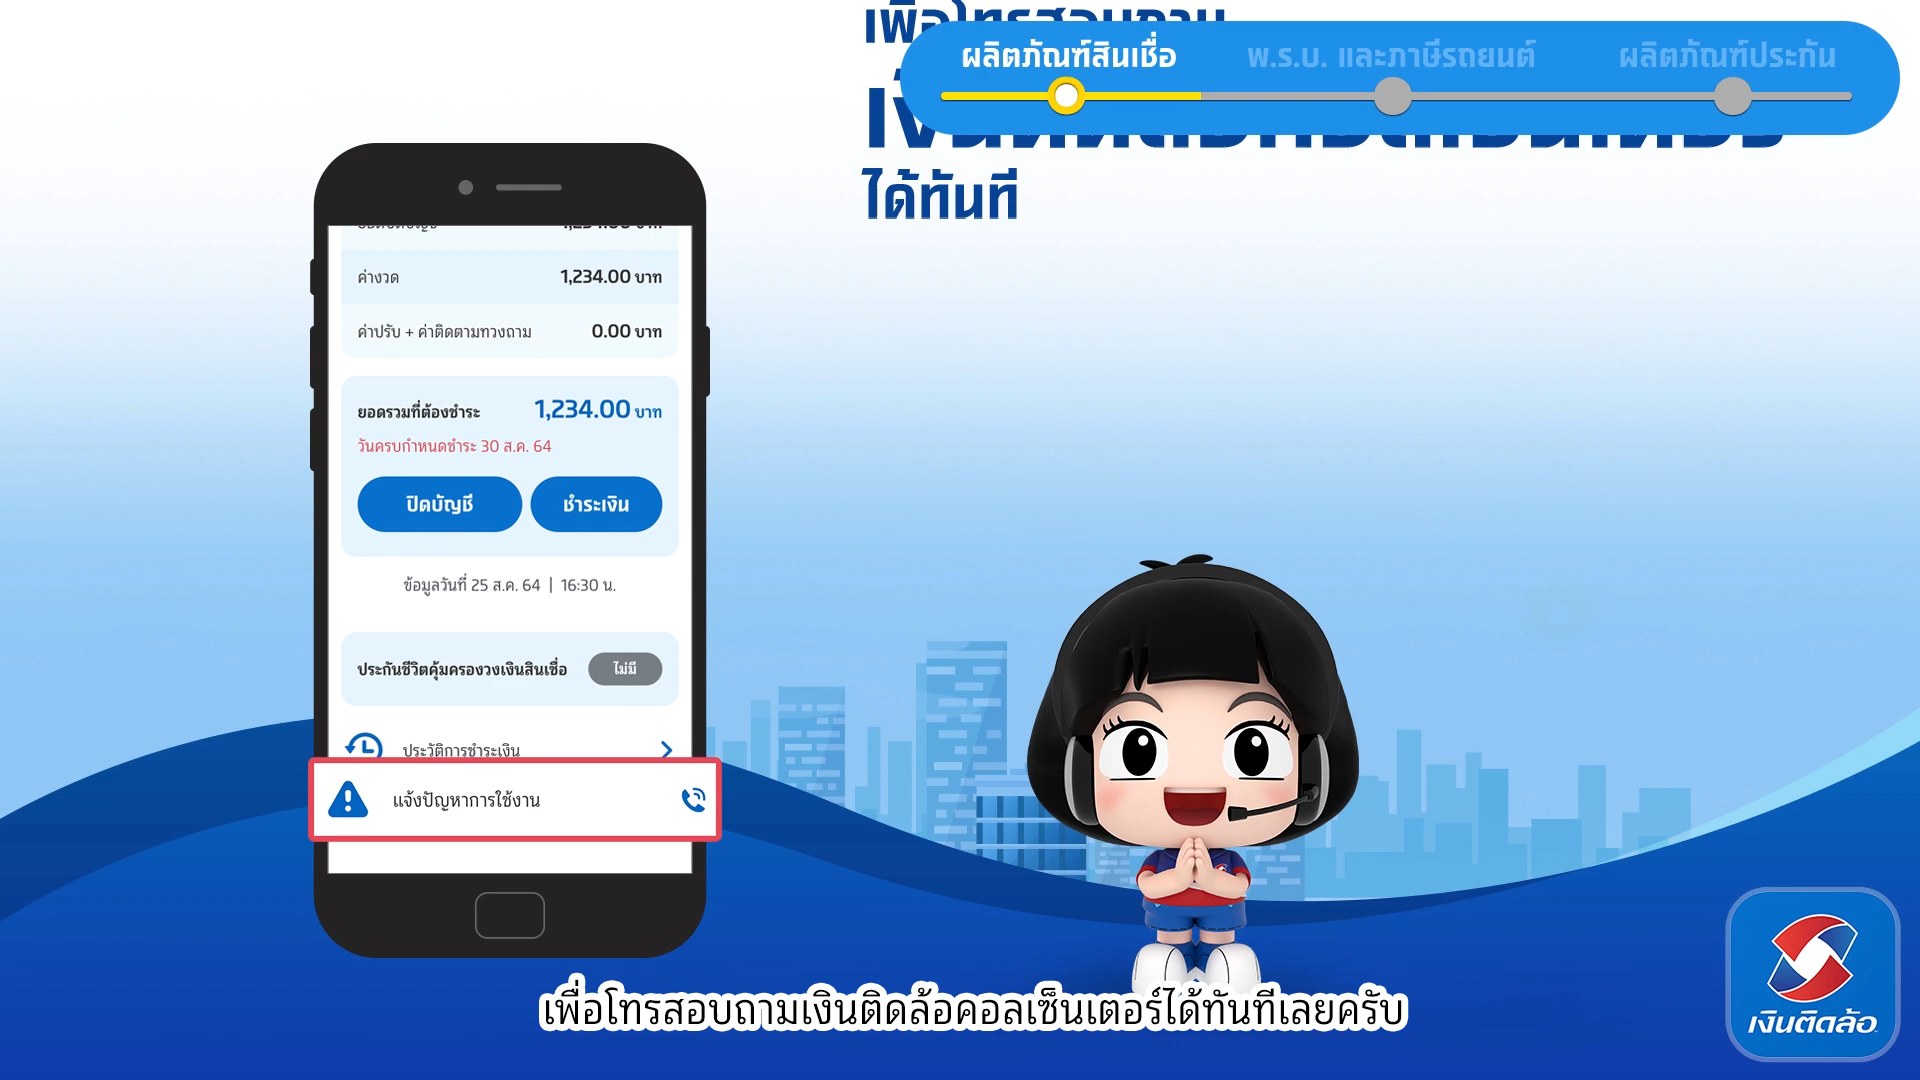 เพื่อโทรสอบถาม
ผลิตภัณฑ์สินเชื่อ
พ.ร.บ. และภาษีรถยนต์
ผลิตภัณฑ์ประกัน
ได้ทันที
ค่างวด 1,234.00 บาท
ค่าปรับ + ค่าติดตามทวงถาม 0.00 บาท
ยอดรวมที่ต้องชำระ 1,234.00 บาท
วันครบกำหนดชำระ 30 ส.ค. 64
ปิดบัญชี ชำระเงิน
ข้อมูลวันที่ 25 ส.ค. 64 | 16:30 น.
ประกันชีวิตคุ้มครองวงเงินสินเชื่อ ไม่มี
ประวัติการชำระเงิน
แจ้งปัญหาการใช้งาน
เพื่อโทรสอบถามเงินติดล้อคอลเซ็นเตอร์ได้ทันทีเลยครับ
เงินติดล้อ